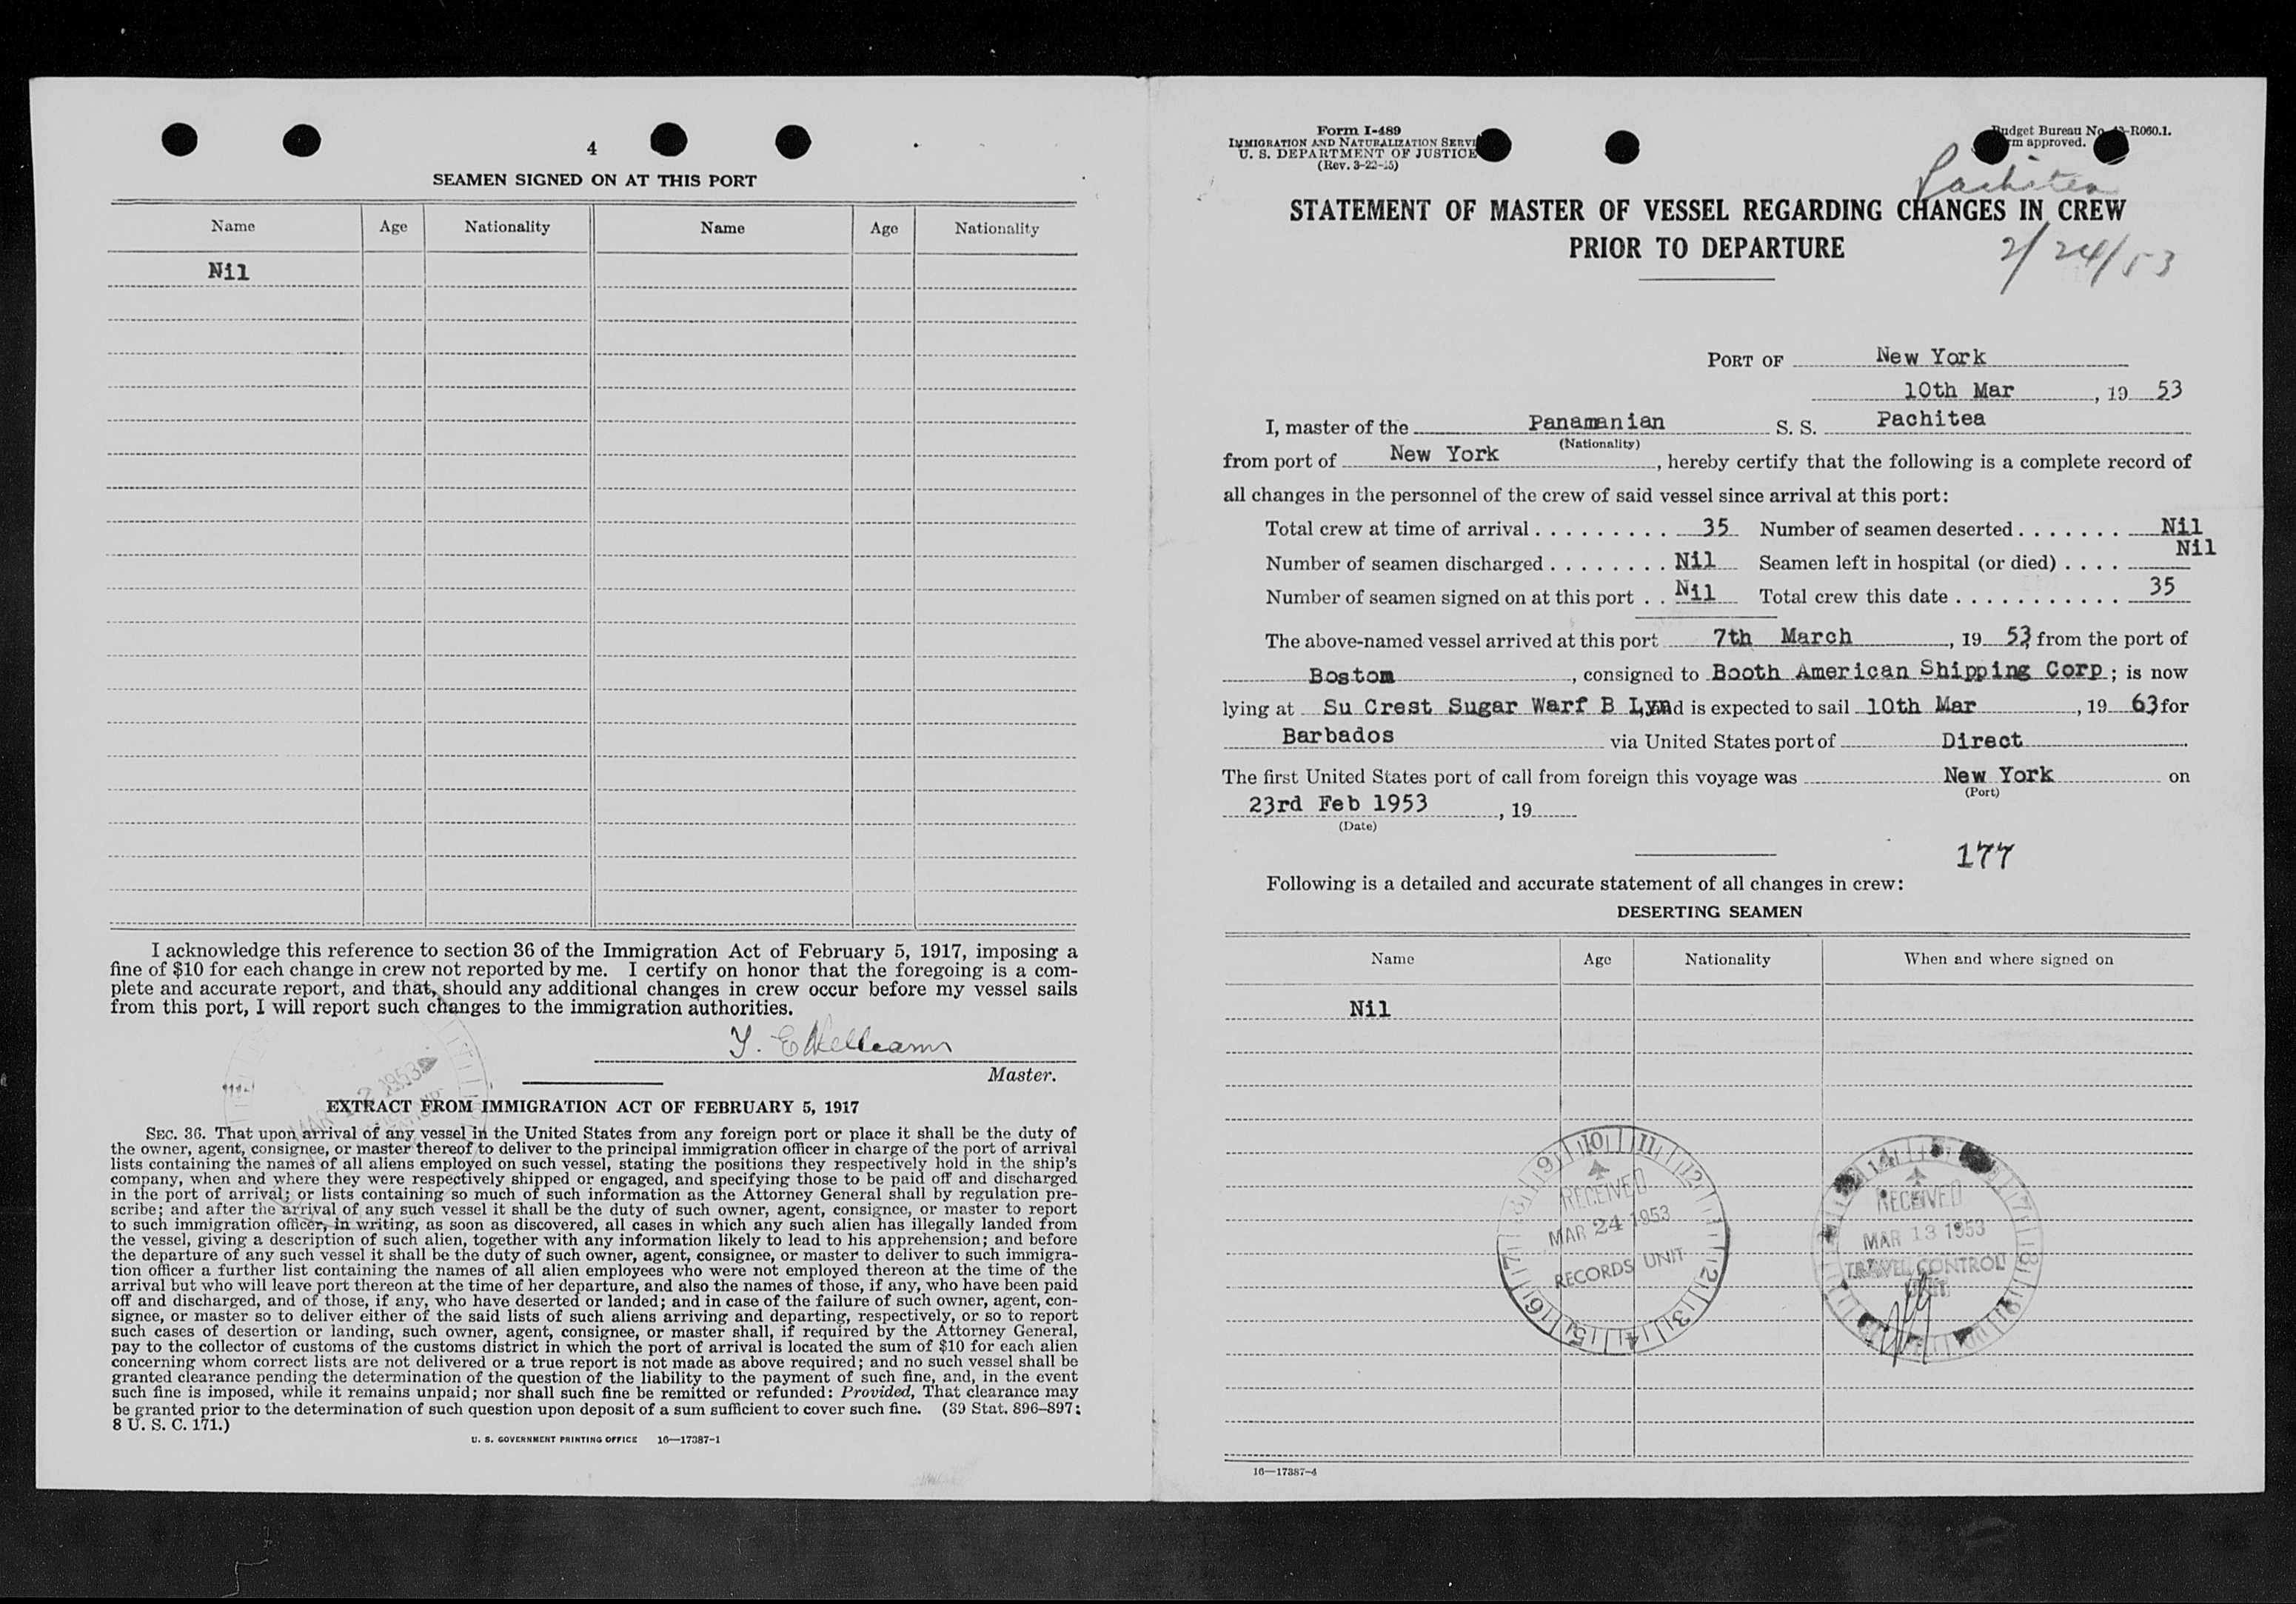 4
SEAMEN SIGNED ON AT THIS PORT
Name Age Nationality Name Age Nationality
Nil
I acknowledge this reference to section 36 of the Immigration Act of February 5, 1917, imposing a
fine of $10 for each change in crew not reported by me. I certify on honor that the foregoing is a com-
plete and accurate report, and that, should any additional changes in crew occur before my vessel sails
from this port, I will report such changes to the immigration authorities.
Williams
Master.
MAR 12 1953
EXTRACT FROM IMMIGRATION ACT OF FEBRUARY 5, 1917
SEC. 36. That upon arrival of any vessel in the United States from any foreign port or place it shall be the duty of
the owner, agent, consignee, or master thereof to deliver to the principal immigration officer in charge of the port of arrival
lists containing the names of all aliens employed on such vessel, stating the positions they respectively hold in the ship's
company, when and where they were respectively shipped or engaged, and specifying those to be paid off and discharged
in the port of arrival; or lists containing so much of such information as the Attorney General shall by regulation pre-
scribe; and after the arrival of any such vessel it shall be the duty of such owner, agent, consignee, or master to report
to such immigration officer, in writing, as soon as discovered, all cases in which any such alien has illegally landed from
the vessel, giving a description of such alien, together with any information likely to lead to his apprehension; and before
the departure of any such vessel it shall be the duty of such owner, agent, consignee, or master to deliver to such immigra-
tion officer a further list containing the names of all alien employees who were not employed thereon at the time of the
arrival but who will leave port thereon at the time of her departure, and also the names of those, if any, who have been paid
off and discharged, and of those, if any, who have deserted or landed; and in case of the failure of such owner, agent, con-
signee, or master so to deliver either of the said lists of such aliens arriving and departing, respectively, or so to report
such cases of desertion or landing, such owner, agent, consignee, or master shall, if required by the Attorney General,
pay to the collector of customs of the customs district in which the port of arrival is located the sum of $10 for each alien
concerning whom correct lists are not delivered or a true report is not made as above required; and no such vessel shall be
granted clearance pending the determination of the question of the liability to the payment of such fine, and, in the event
such fine is imposed, while it remains unpaid; nor shall such fine be remitted or refunded: Provided, That clearance may
be granted prior to the determination of such question upon deposit of a sum sufficient to cover such fine. (39 Stat. 896–897;
8 U. S. C. 171.)
U. S. GOVERNMENT PRINTING OFFICE 16—17387-1
Form I-489
IMMIGRATION AND NATURALIZATION SERVI
U. S. DEPARTMENT OF JUSTICE
(Rev. 3-22-45)
Budget Bureau No. -R060.1.
rm approved.
Pachitea
STATEMENT OF MASTER OF VESSEL REGARDING CHANGES IN CREW
PRIOR TO DEPARTURE
2/24/53
PORT OF New York
10th Mar, 19 53
I, master of the Panamanian S. S. Pachitea
(Nationality)
from port of New York, hereby certify that the following is a complete record of
all changes in the personnel of the crew of said vessel since arrival at this port:
Total crew at time of arrival . . . . . . . . . 35 Number of seamen deserted . . . . . . . Nil
Number of seamen discharged . . . . . . . . Nil Seamen left in hospital (or died) . . . . Nil
Number of seamen signed on at this port . . Nil Total crew this date . . . . . . . . . . . 35
The above-named vessel arrived at this port 7th March, 19 53, from the port of
Boston, consigned to Booth American Shipping Corp; is now
lying at Su Crest Sugar Warf B Lyn and is expected to sail 10th Mar, 19 63 for
Barbados via United States port of Direct
The first United States port of call from foreign this voyage was New York on
(Port)
23rd Feb 1953, 19
(Date)
177
Following is a detailed and accurate statement of all changes in crew:
DESERTING SEAMEN
Name Age Nationality When and where signed on
Nil
RECEIVED
MAR 24 1953
RECORDS UNIT
RECEIVED
MAR 13 1953
TRAVEL CONTROL
UNIT
16—17387-4